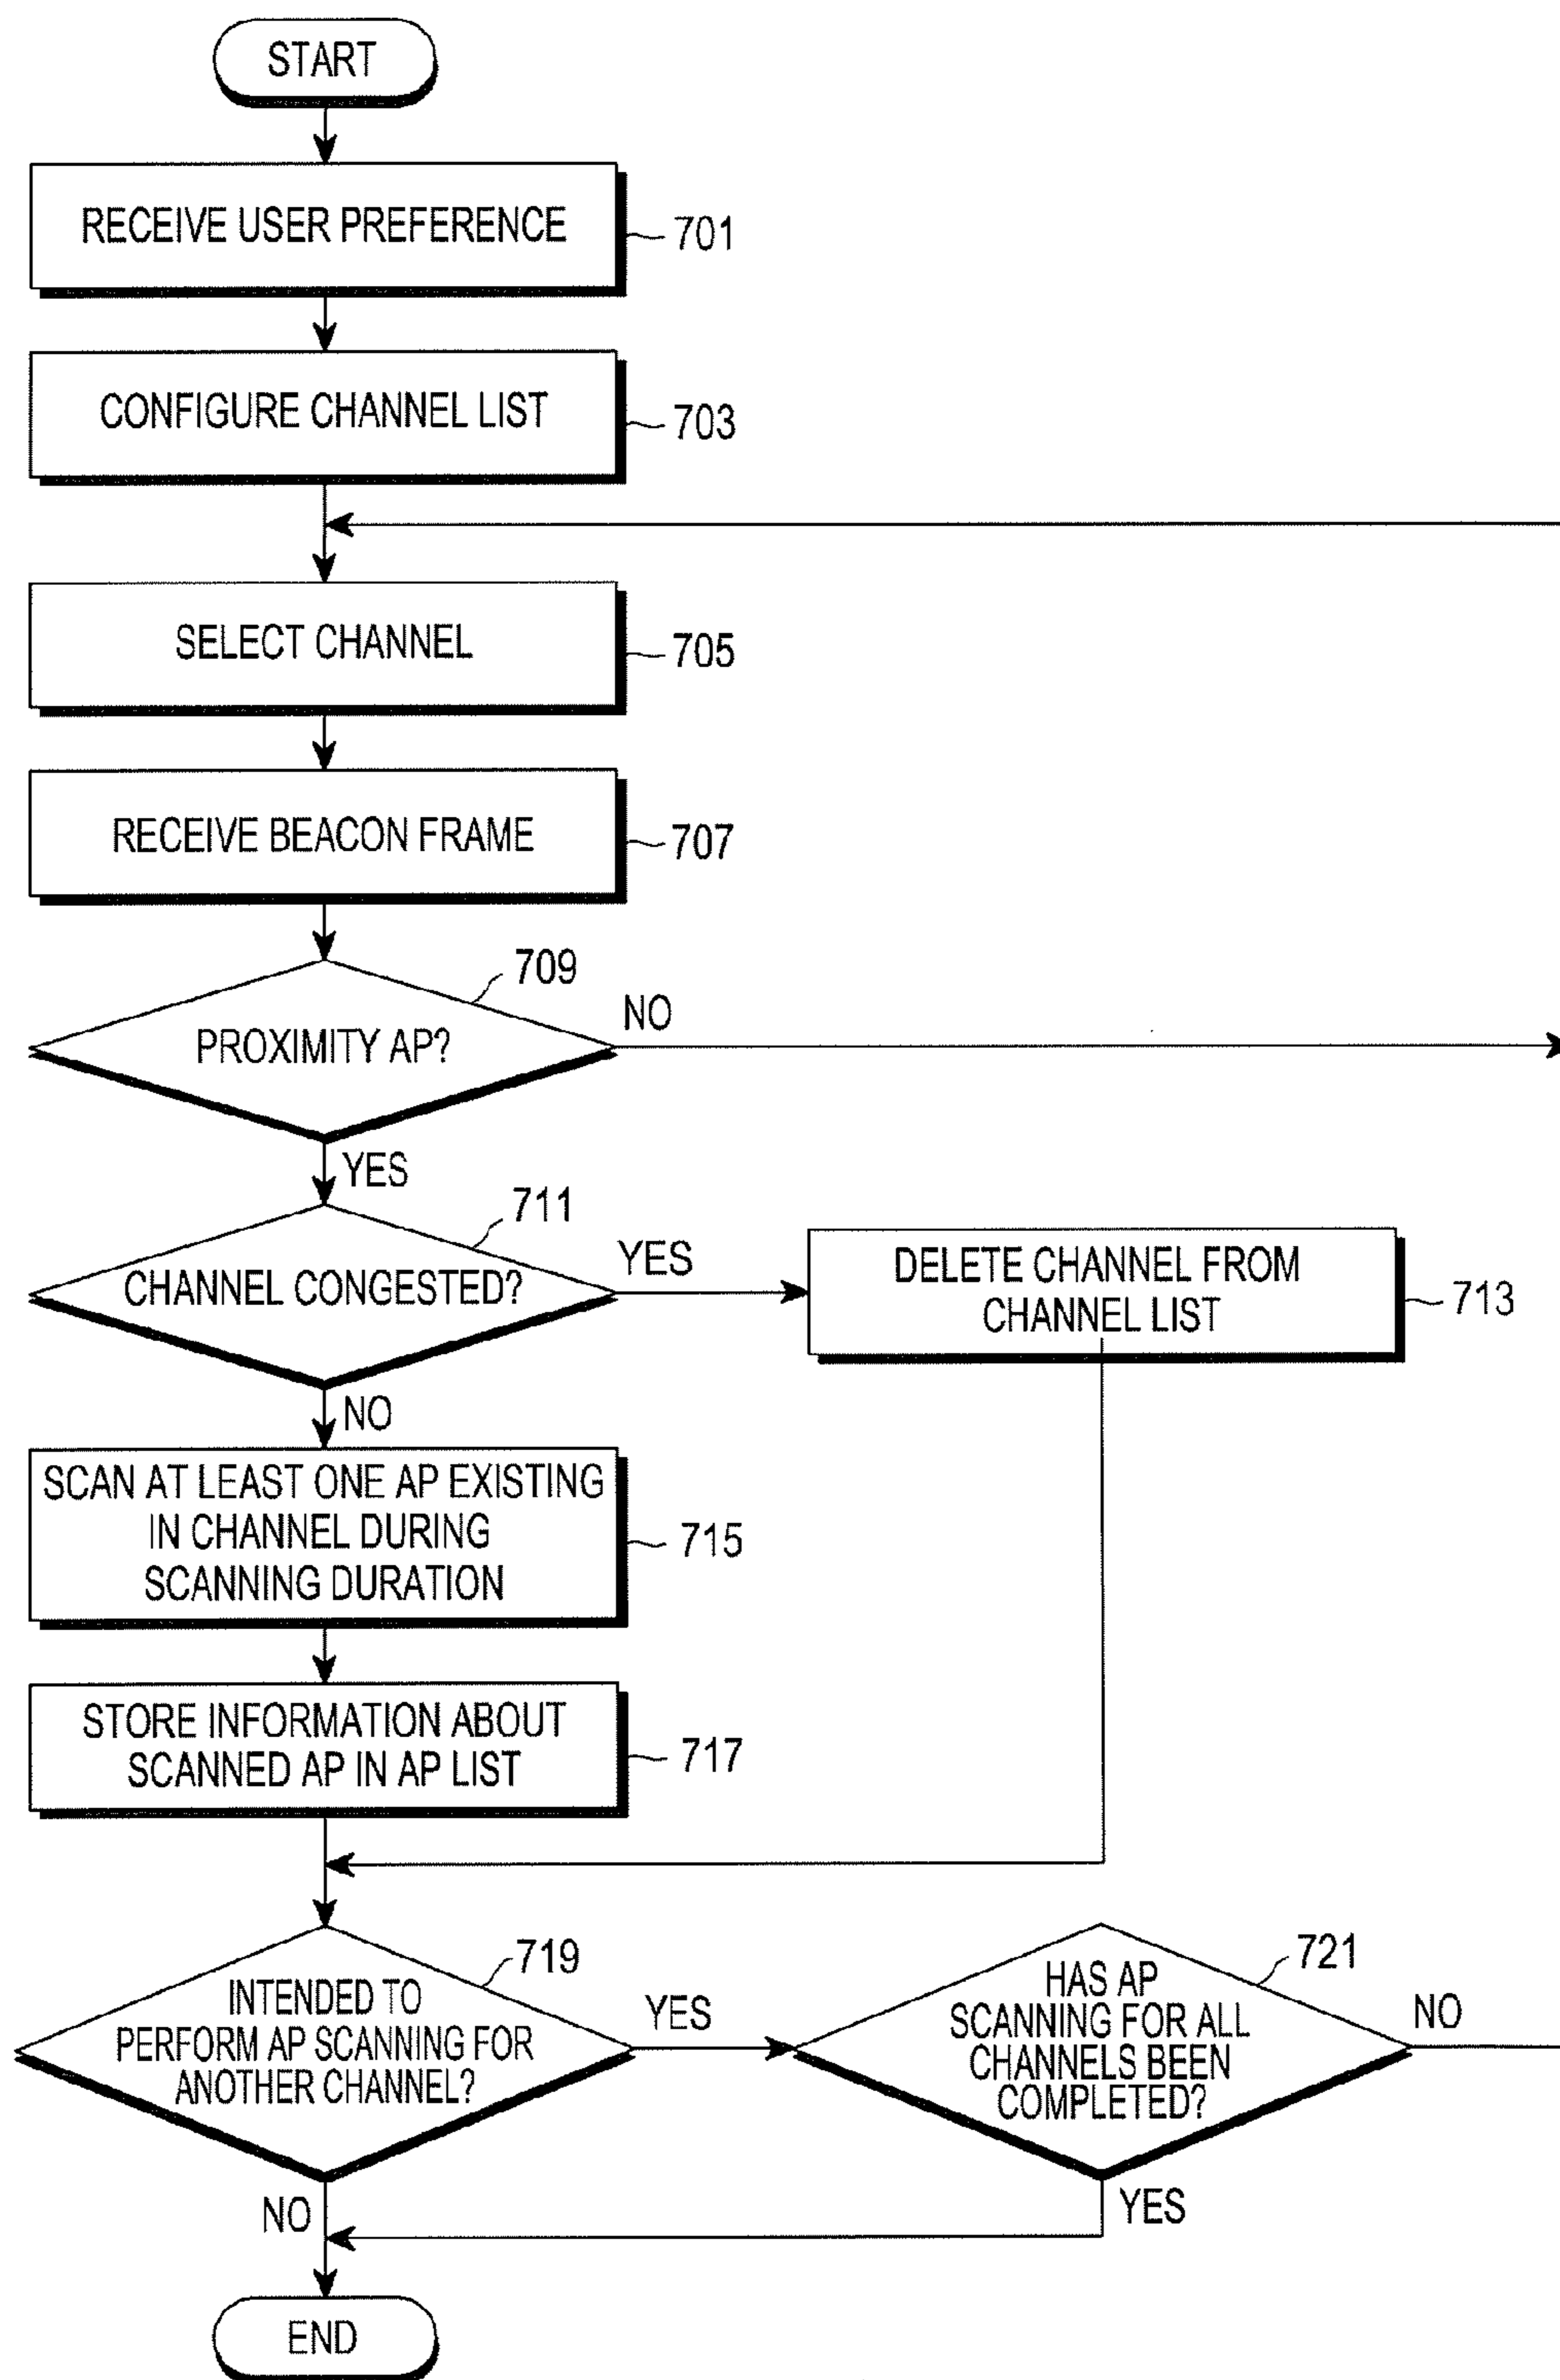 START
RECEIVE USER PREFERENCE
701
CONFIGURE CHANNEL LIST
703
SELECT CHANNEL
705
RECEIVE BEACON FRAME
707
709
PROXIMITY AP?
NO
YES
711
CHANNEL CONGESTED?
YES
DELETE CHANNEL FROM
CHANNEL LIST
713
NO
SCAN AT LEAST ONE AP EXISTING
IN CHANNEL DURING
SCANNING DURATION
715
STORE INFORMATION ABOUT
SCANNED AP IN AP LIST
717
719
INTENDED TO
PERFORM AP SCANNING FOR
ANOTHER CHANNEL?
YES
721
HAS AP
SCANNING FOR ALL
CHANNELS BEEN
COMPLETED?
NO
NO
YES
END